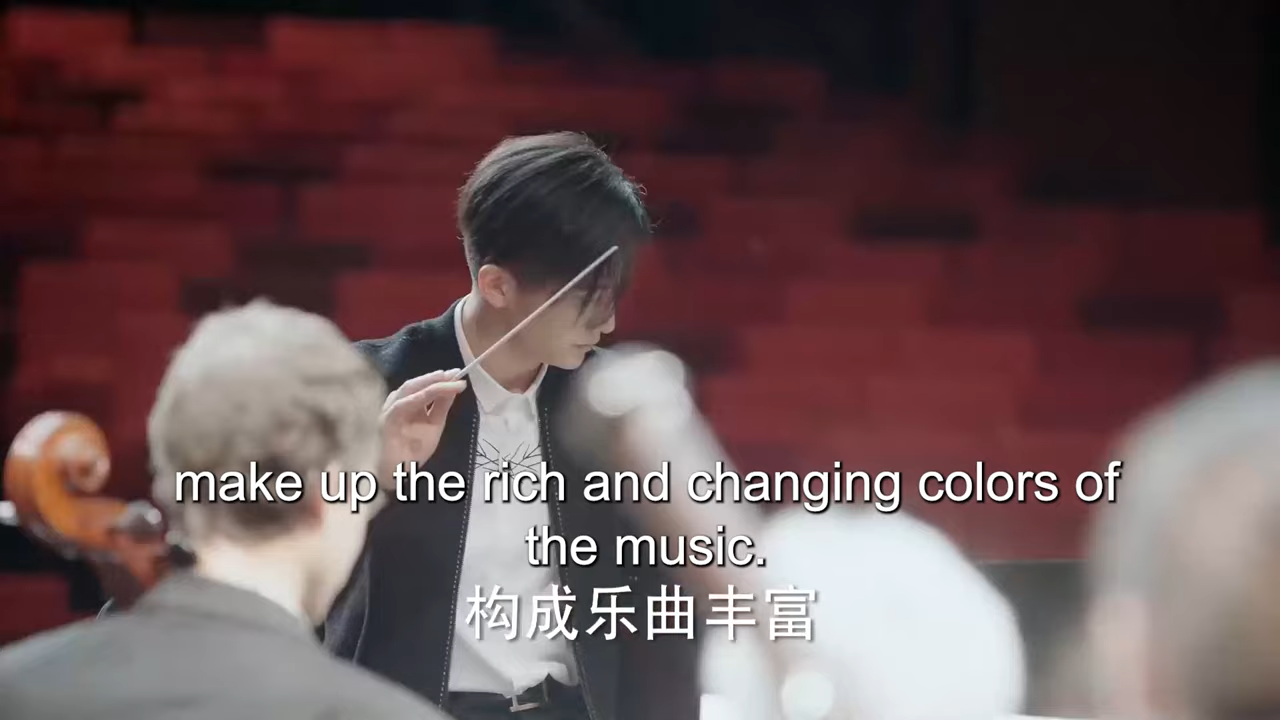 make up the rich and changing colors of
the music.
构成乐曲丰富